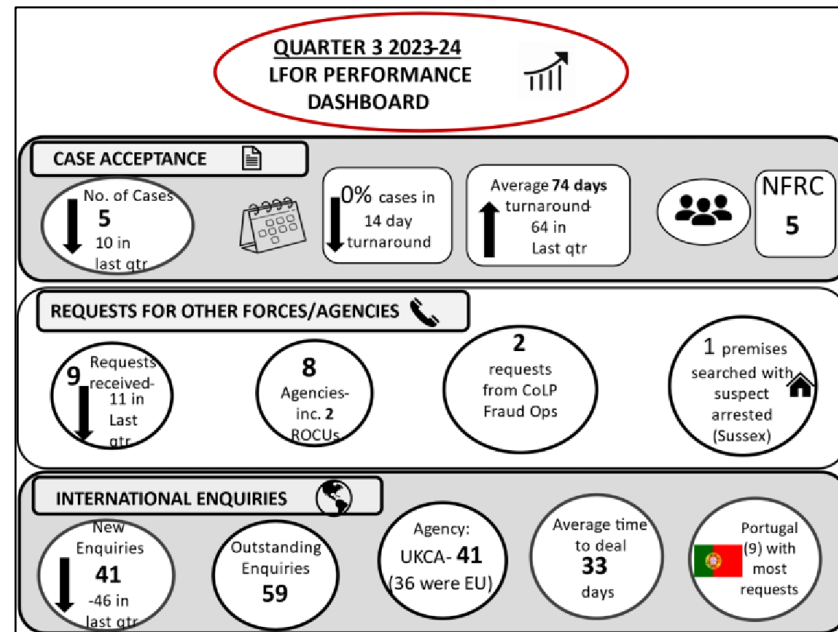 QUARTER 3 2023-24
LFOR PERFORMANCE
DASHBOARD
CASE ACCEPTANCE
No. of Cases
5
10 in
last qtr
0% cases in
14 day
turnaround
Average 74 days
turnaround-
64 in
Last qtr
NFRC
5
REQUESTS FOR OTHER FORCES/AGENCIES
9 Requests
received-
11 in
Last
qtr
8
Agencies-
inc. 2
ROCUs
2
requests
from CoLP
Fraud Ops
1 premises
searched with
suspect
arrested
(Sussex)
INTERNATIONAL ENQUIRIES
New
Enquiries
41
-46 in
last qtr
Outstanding
Enquiries
59
Agency:
UKCA- 41
(36 were EU)
Average time
to deal
33
days
Portugal
(9) with
most
requests